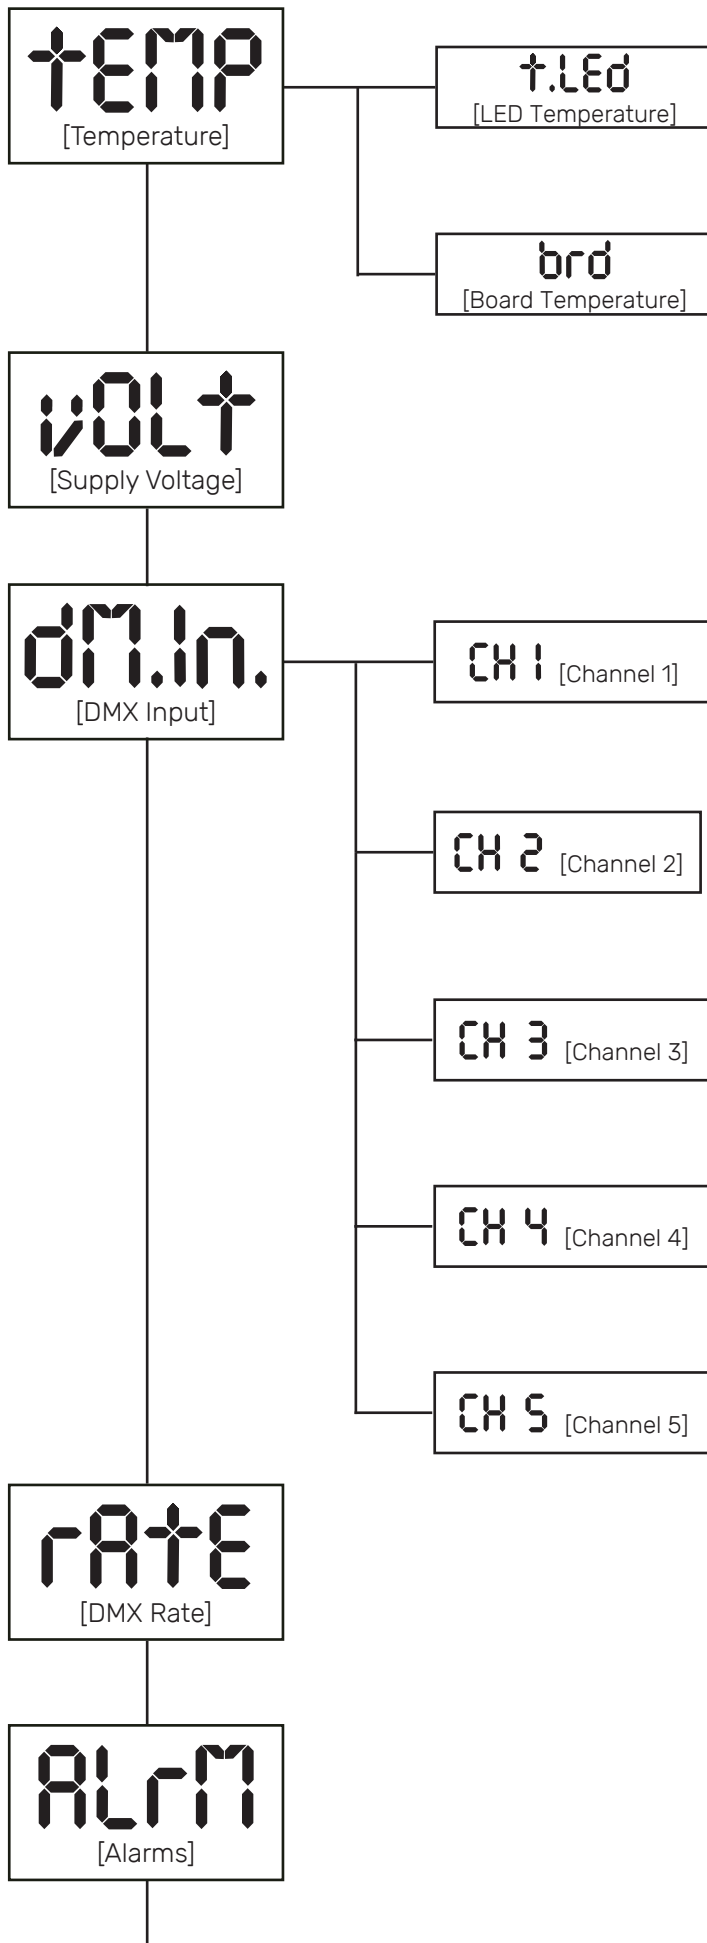 tEMP
[Temperature]
t.LEd
[LED Temperature]
brd
[Board Temperature]
vOLt
[Supply Voltage]
dM.In.
[DMX Input]
CH 1 [Channel 1]
CH 2 [Channel 2]
CH 3 [Channel 3]
CH 4 [Channel 4]
CH 5 [Channel 5]
rAtE
[DMX Rate]
ALrM
[Alarms]